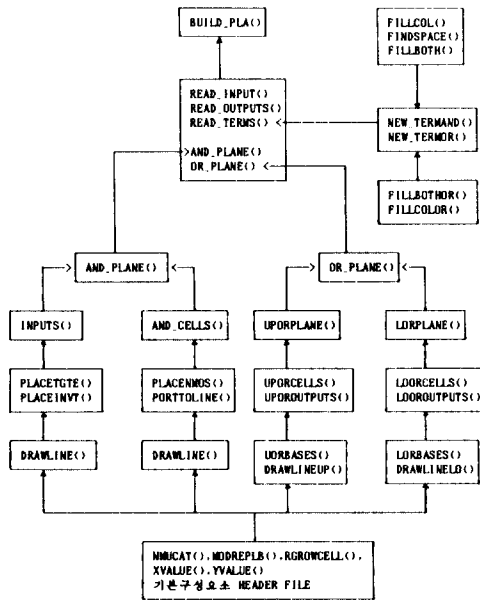 BUILD_PLA()
FILLCOL()
FINDSPACE()
FILLBOTH()
READ_INPUT()
READ_OUTPUTS()
READ_TERMS()
AND_PLANE()
OR_PLANE()
NEW_TERMAND()
NEW_TERMOR()
FILLBOTHOR()
FILLCOLOR()
AND_PLANE()
OR_PLANE()
INPUTS()
AND_CELLS()
UPORPLANE()
LORPLANE()
PLACETGTE()
PLACEINVT()
PLACENMOS()
PORTTOLINE()
UPORCELLS()
UPOROUTPUTS()
LOORCELLS()
LOOROUTPUTS()
DRAWLINE()
DRAWLINE()
UORBASES()
DRAWLINEUP()
LORBASES()
DRAWLINELO()
NMUCAT(),MODREPLB(),RGROWCELL(),
XVALUE(),YVALUE()
기본구성요소 HEADER FILE